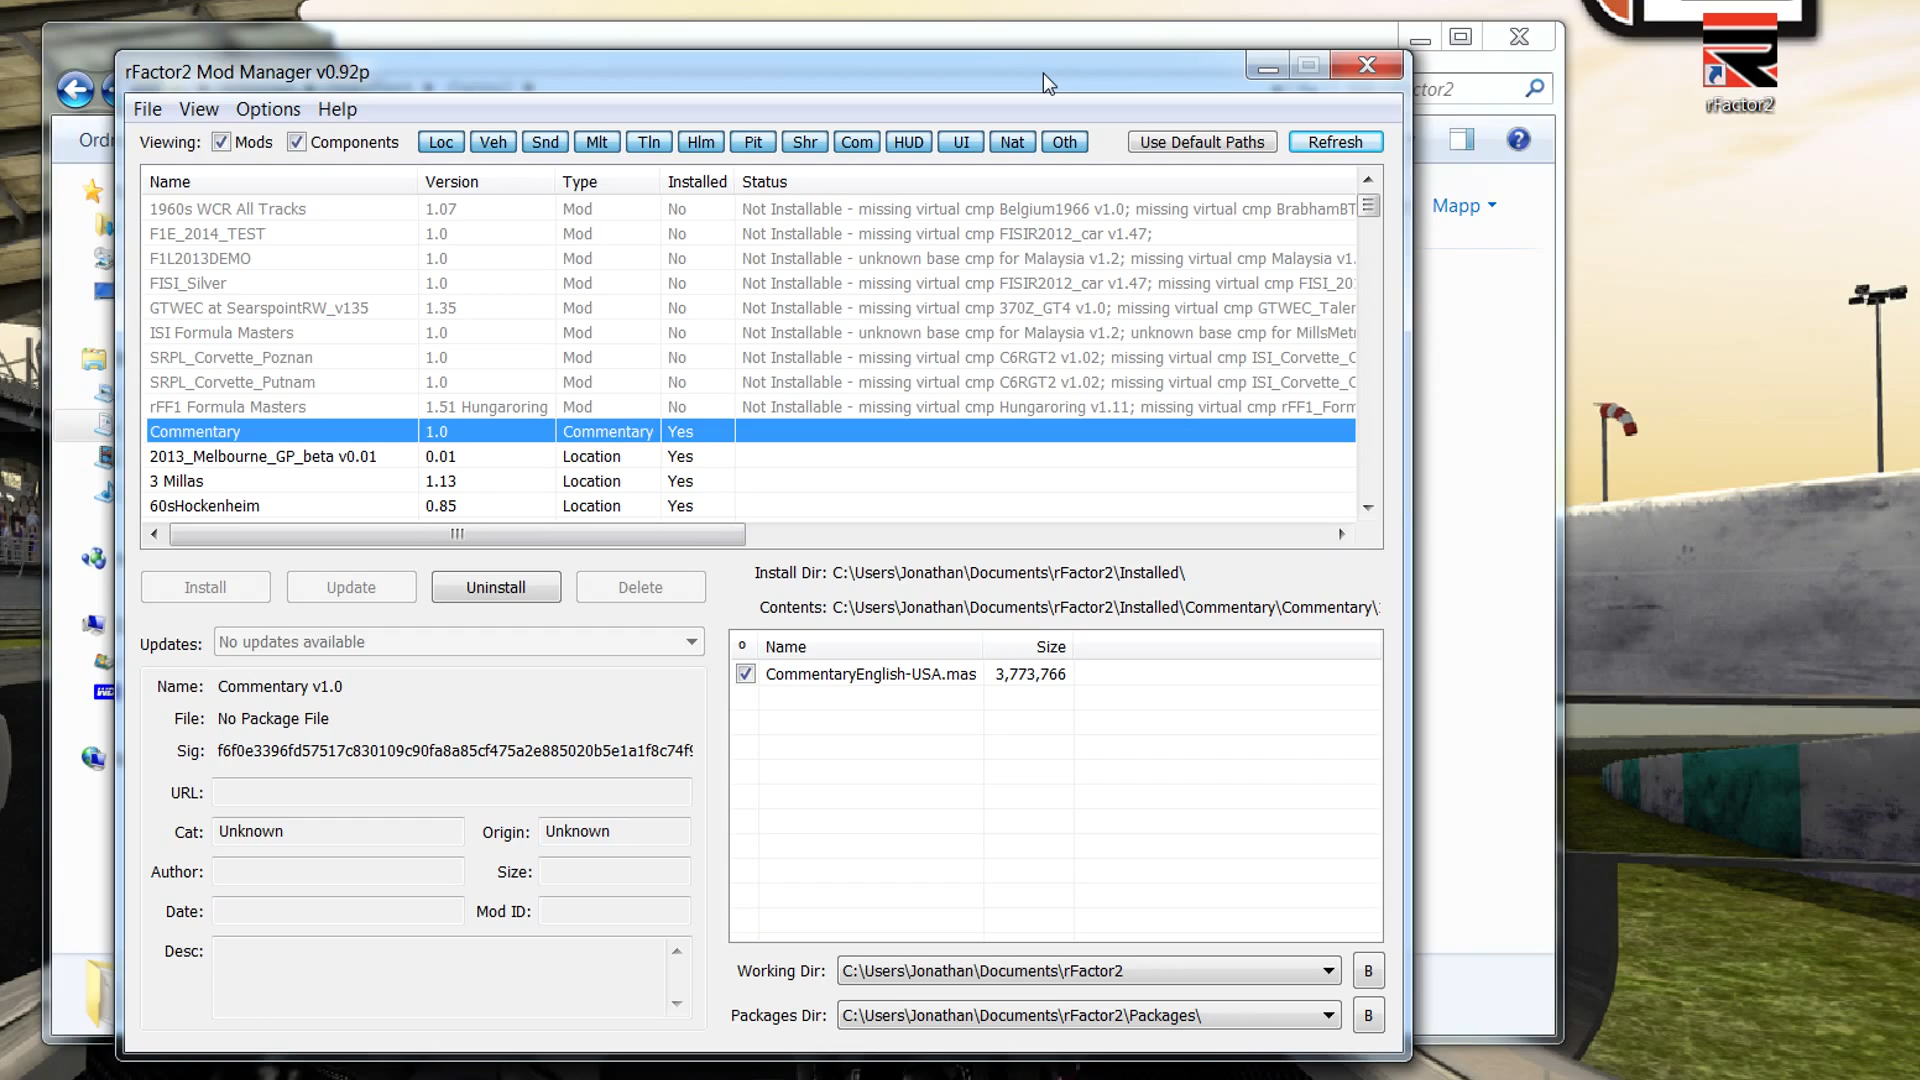 rFactor2 Mod Manager v0.92p
ctor2
rFactor2
File View Options Help
Ord
Viewing: Mods Components Loc Veh Snd Mlt Tln Hlm Pit Shr Com HUD UI Nat Oth Use Default Paths Refresh
Mapp
Name Version Type Installed Status
1960s WCR All Tracks 1.07 Mod No Not Installable - missing virtual cmp Belgium1966 v1.0; missing virtual cmp BrabhamBT
F1E_2014_TEST 1.0 Mod No Not Installable - missing virtual cmp FISIR2012_car v1.47;
F1L2013DEMO 1.0 Mod No Not Installable - unknown base cmp for Malaysia v1.2; missing virtual cmp Malaysia v1.
FISI_Silver 1.0 Mod No Not Installable - missing virtual cmp FISIR2012_car v1.47; missing virtual cmp FISI_20
GTWEC at SearspointRW_v135 1.35 Mod No Not Installable - missing virtual cmp 370Z_GT4 v1.0; missing virtual cmp GTWEC_Taler
ISI Formula Masters 1.0 Mod No Not Installable - unknown base cmp for Malaysia v1.2; unknown base cmp for MillsMet
SRPL_Corvette_Poznan 1.0 Mod No Not Installable - missing virtual cmp C6RGT2 v1.02; missing virtual cmp ISI_Corvette_C
SRPL_Corvette_Putnam 1.0 Mod No Not Installable - missing virtual cmp C6RGT2 v1.02; missing virtual cmp ISI_Corvette_C
rFF1 Formula Masters 1.51 Hungaroring Mod No Not Installable - missing virtual cmp Hungaroring v1.11; missing virtual cmp rFF1_Form
Commentary 1.0 Commentary Yes
2013_Melbourne_GP_beta v0.01 0.01 Location Yes
3 Millas 1.13 Location Yes
60sHockenheim 0.85 Location Yes
Install Update Uninstall Delete
Install Dir: C:\Users\Jonathan\Documents\rFactor2\Installed\
Contents: C:\Users\Jonathan\Documents\rFactor2\Installed\Commentary\Commentary\
Updates: No updates available
o Name Size
CommentaryEnglish-USA.mas 3,773,766
Name: Commentary v1.0
File: No Package File
Sig: f6f0e3396fd57517c830109c90fa8a85cf475a2e885020b5e1a1f8c74f9
URL:
Cat: Unknown Origin: Unknown
Author: Size:
Date: Mod ID:
Desc:
Working Dir: C:\Users\Jonathan\Documents\rFactor2 B
Packages Dir: C:\Users\Jonathan\Documents\rFactor2\Packages\ B